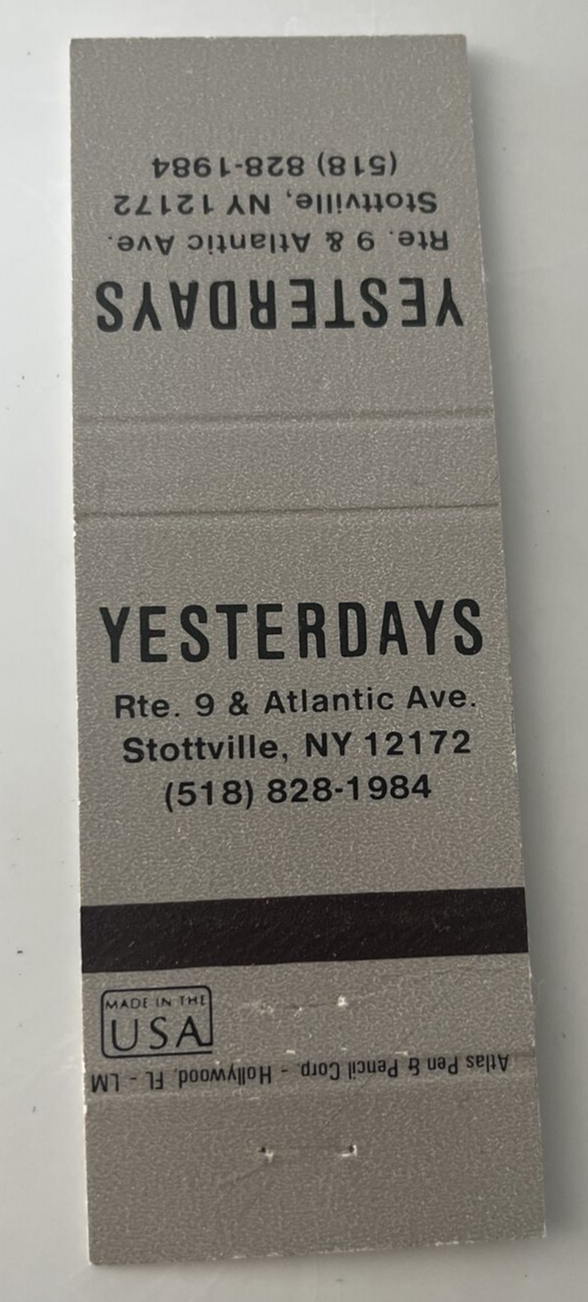 (518) 828-1984
Stottville, NY 12172
Rte. 9 & Atlantic Ave.
YESTERDAYS
YESTERDAYS
Rte. 9 & Atlantic Ave.
Stottville, NY 12172
(518) 828-1984
MADE IN THE
USA
Atlas Pen & Pencil Corp. - Hollywood, FL - LM